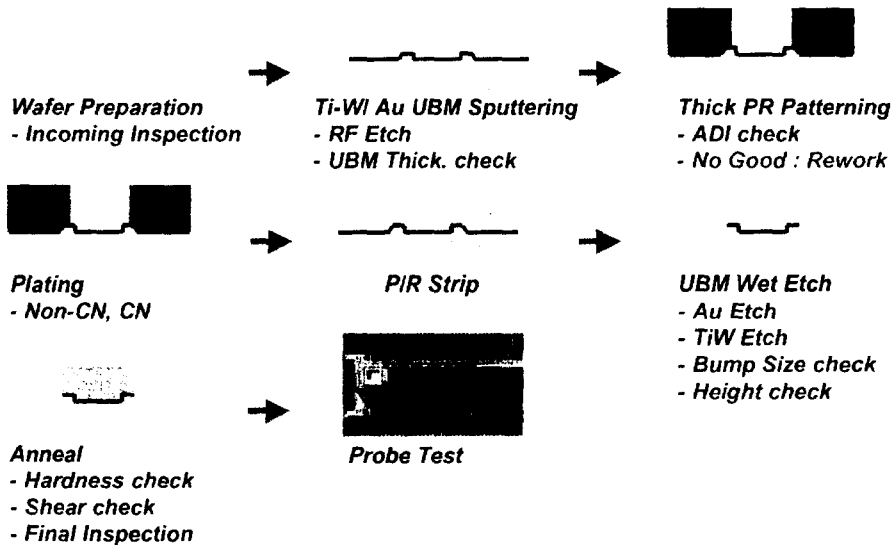 Wafer Preparation
- Incoming Inspection
Ti-W/ Au UBM Sputtering
- RF Etch
- UBM Thick. check
Thick PR Patterning
- ADI check
- No Good : Rework
Plating
- Non-CN, CN
P/R Strip
UBM Wet Etch
- Au Etch
- TiW Etch
- Bump Size check
- Height check
Anneal
- Hardness check
- Shear check
- Final Inspection
Probe Test